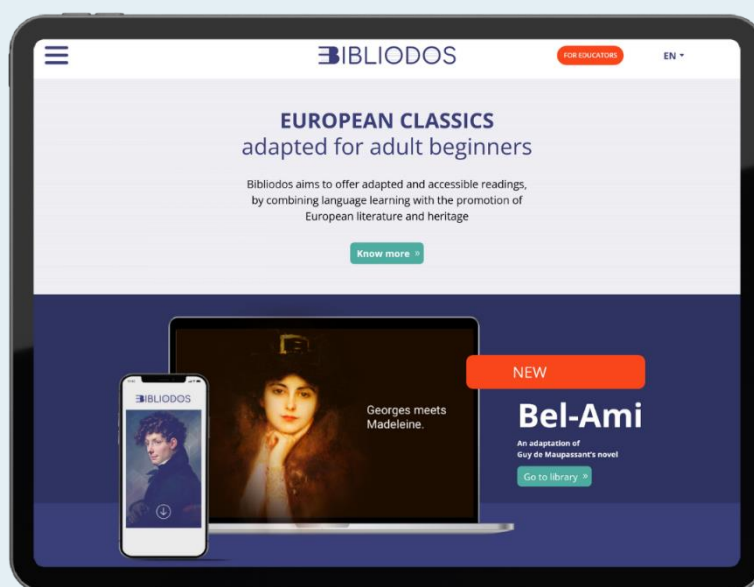 BIBLIODOS
FOR EDUCATORS
EN
EUROPEAN CLASSICS
adapted for adult beginners
Bibliodos aims to offer adapted and accessible readings,
by combining language learning with the promotion of
European literature and heritage
Know more »
NEW
Bel-Ami
An adaptation of
Guy de Maupassant's novel
Go to library »
Georges meets
Madeleine.
BIBLIODOS